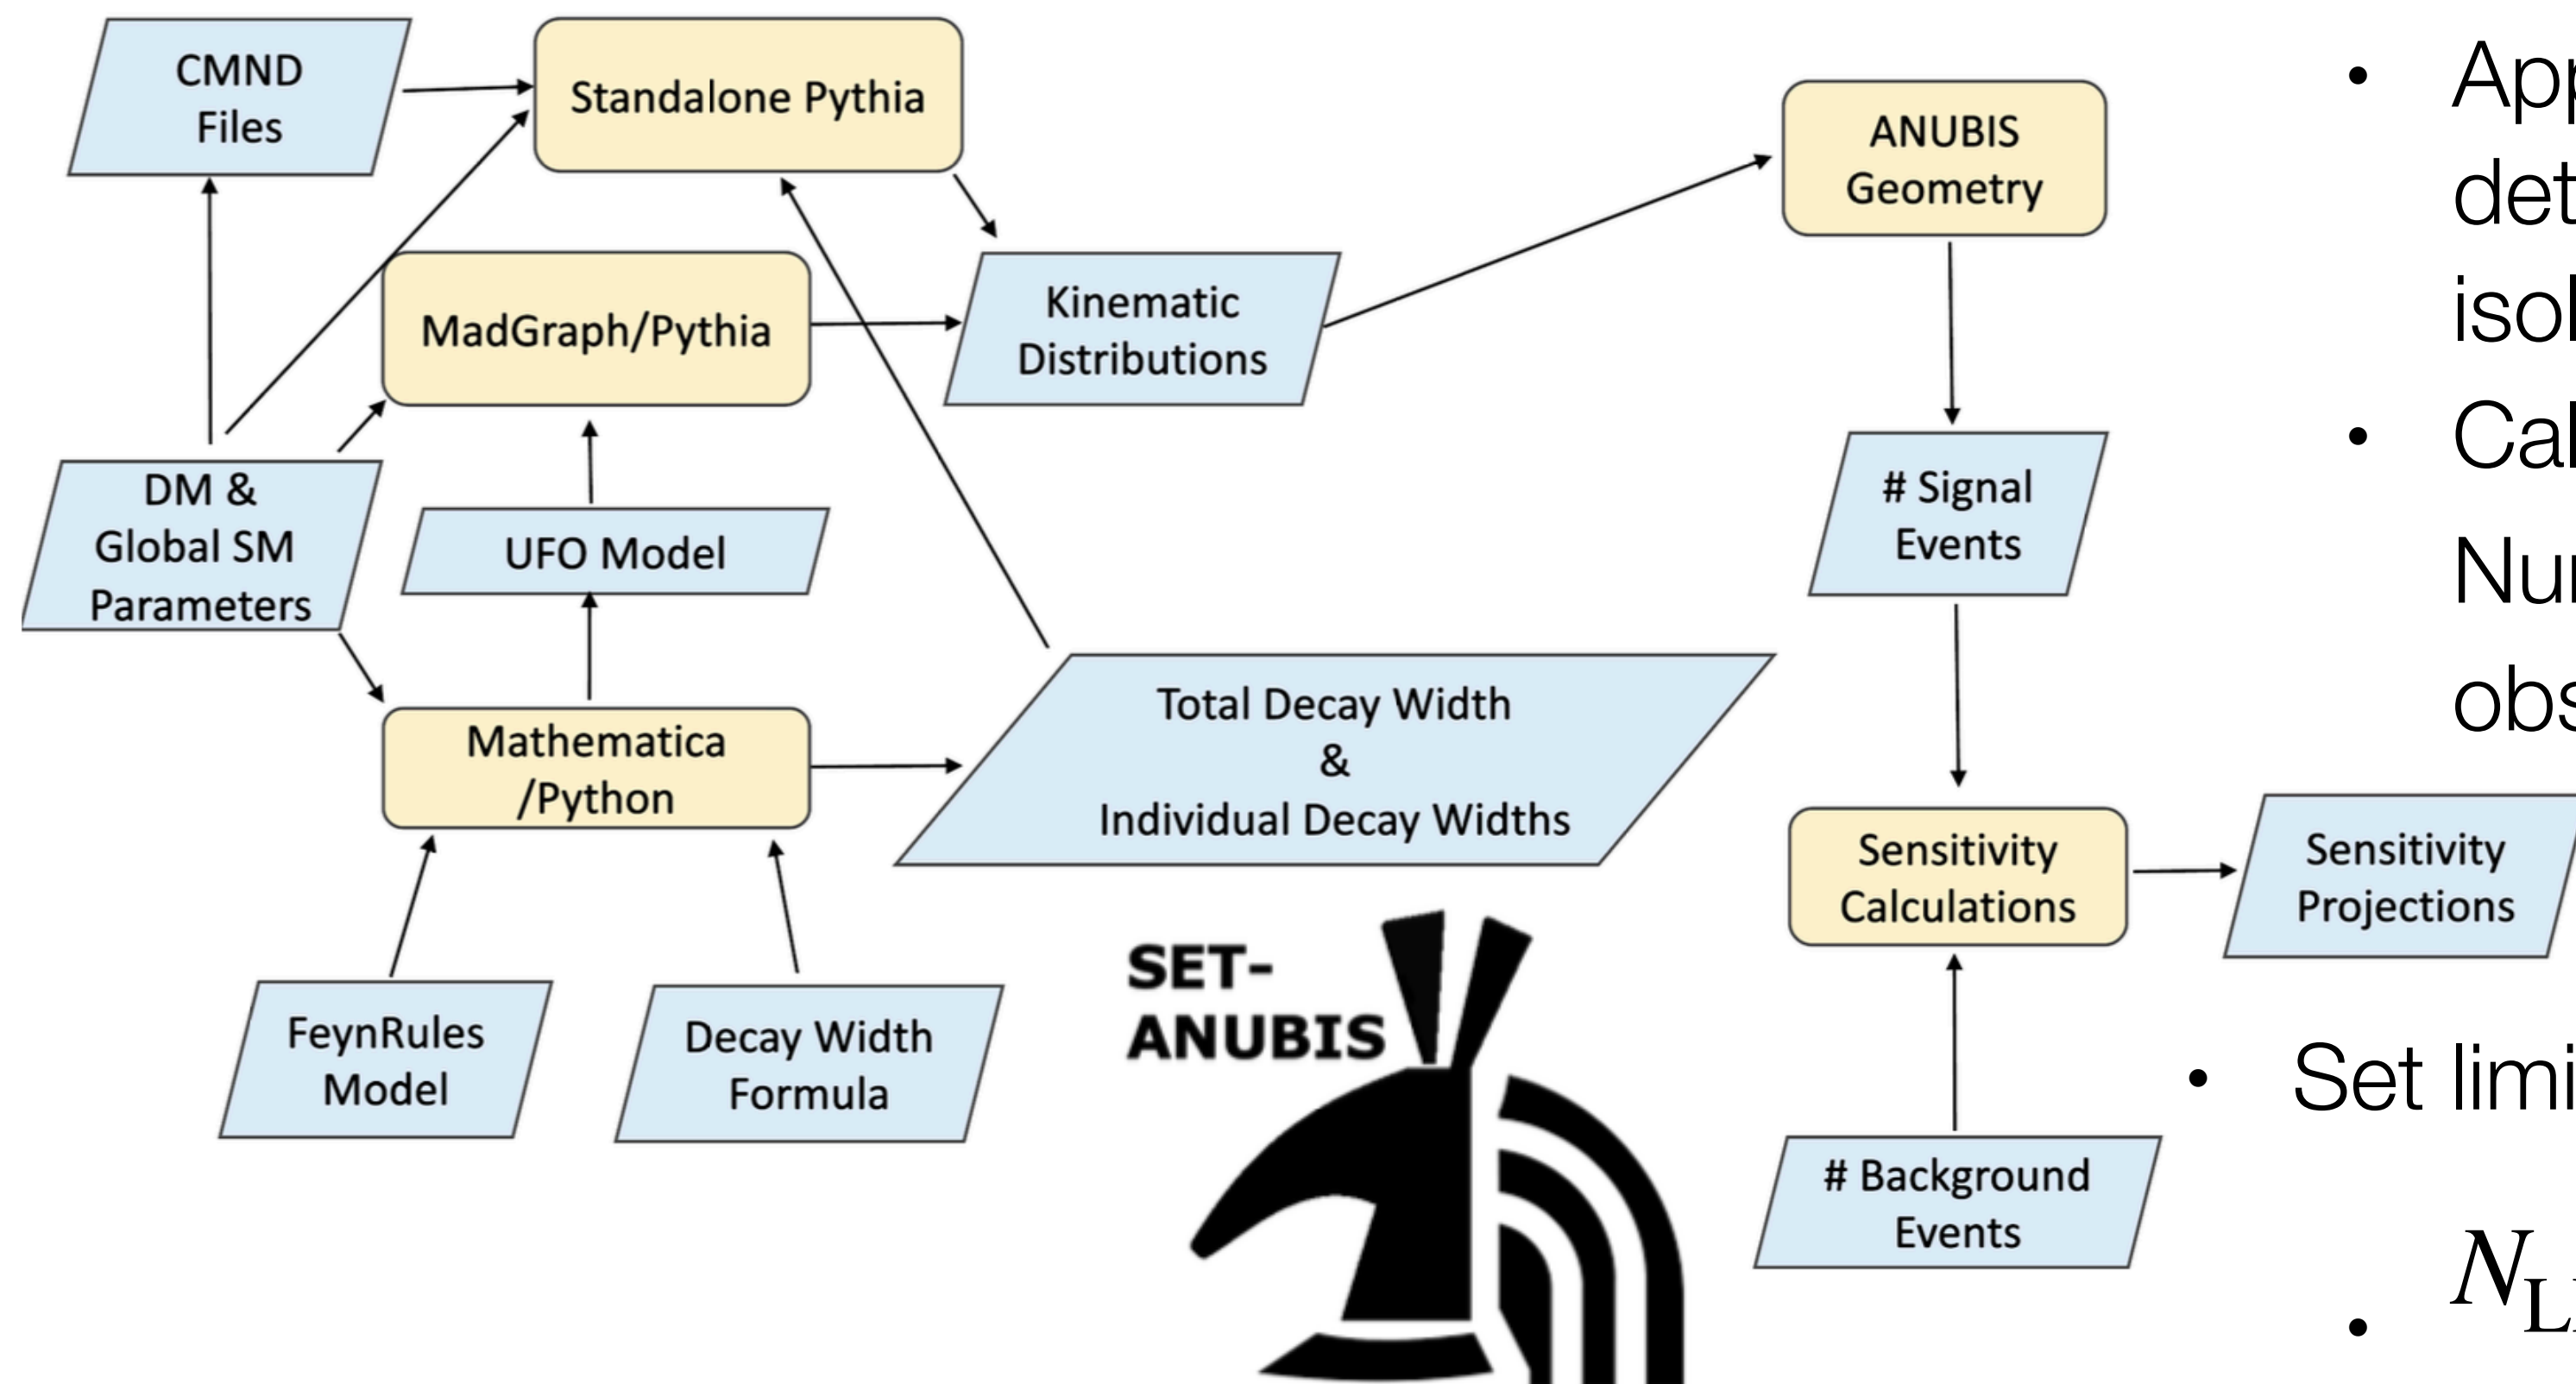 CMND
Files
Standalone Pythia
ANUBIS
Geometry
MadGraph/Pythia
Kinematic
Distributions
DM &
Global SM
Parameters
UFO Model
# Signal
Events
Mathematica
/Python
Total Decay Width
&
Individual Decay Widths
Sensitivity
Calculations
Sensitivity
Projections
FeynRules
Model
Decay Width
Formula
SET-
ANUBIS
# Background
Events
• 
• 
• Set
• N